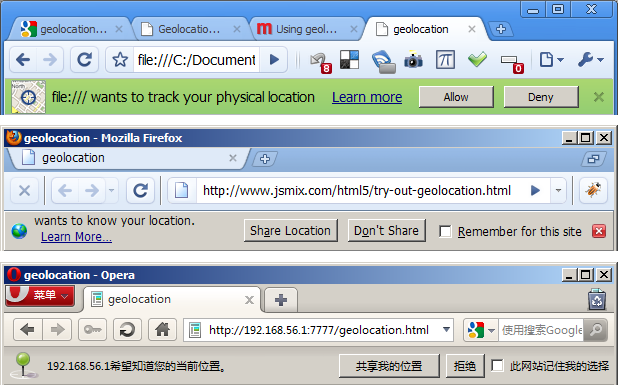 geolocation...
Geolocatio...
m Using geol...
geolocation
file:///C:/Document
8
π
0
North
file:/// wants to track your physical location Learn more Allow Deny
geolocation - Mozilla Firefox
geolocation
http://www.jsmix.com/html5/try-out-geolocation.html
wants to know your location.
Learn More...
Share Location Don't Share Remember for this site
geolocation - Opera
菜单 geolocation
http://192.168.56.1:7777/geolocation.html 使用搜索Google
192.168.56.1希望知道您的当前位置。 共享我的位置 拒绝 此网站记住我的选择